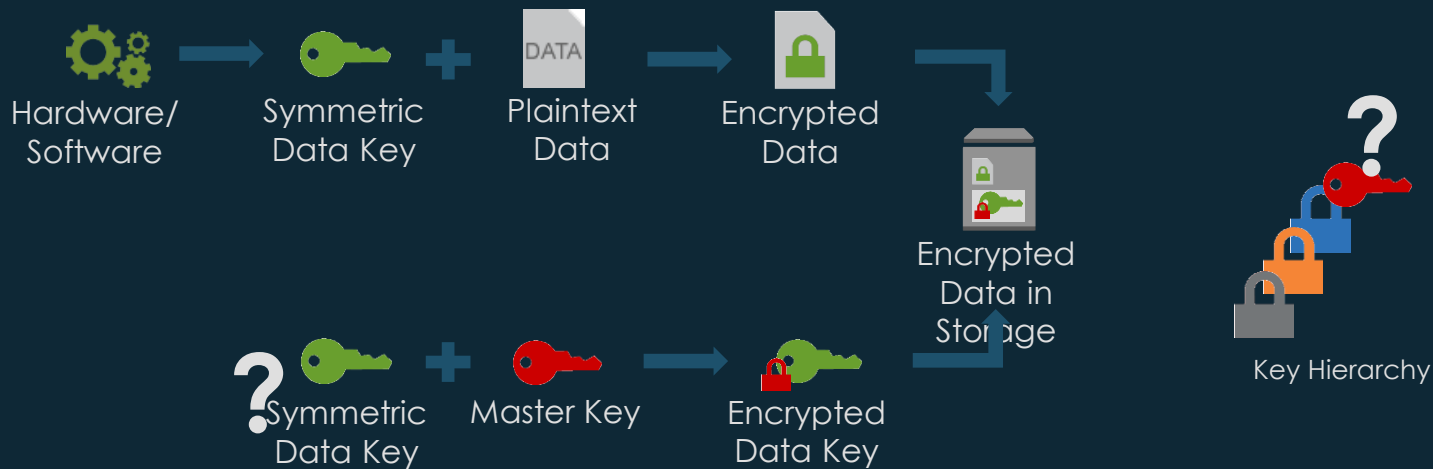 Hardware/
Software
Symmetric
Data Key
DATA
Plaintext
Data
Encrypted
Data
Encrypted
Data in
Storage
?
?
Symmetric
Data Key
Master Key
Encrypted
Data Key
Key Hierarchy